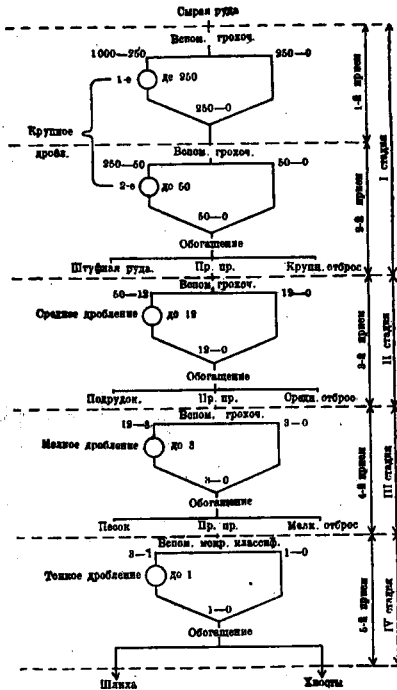 Сырая руда
Вспом. грохоч.
1000—250 250—0
1-е до 250
250—0
Крупное
дробл.
Вспом. грохоч.
250—50 50—0
2-е до 50
50—0
Обогащение
Штуфная руда. Пр. пр. Крупн. отброс
Вспом. грохоч.
50—12 12—0
Среднее дробление до 12
12—0
Обогащение
Подрудок. Пр. пр. Средн. отброс
Вспом. грохоч.
12—3 3—0
Мелкое дробление до 3
3—0
Обогащение
Песок Пр. пр. Мелк. отброс
Вспом. мокр. классиф.
3—1 1—0
Тонкое дробление до 1
1—0
Обогащение
Шлиха Хвосты
1-й прием
2-й прием
3-й прием
4-й прием
5-й прием
I стадия
II стадия
III стадия
IV стадия